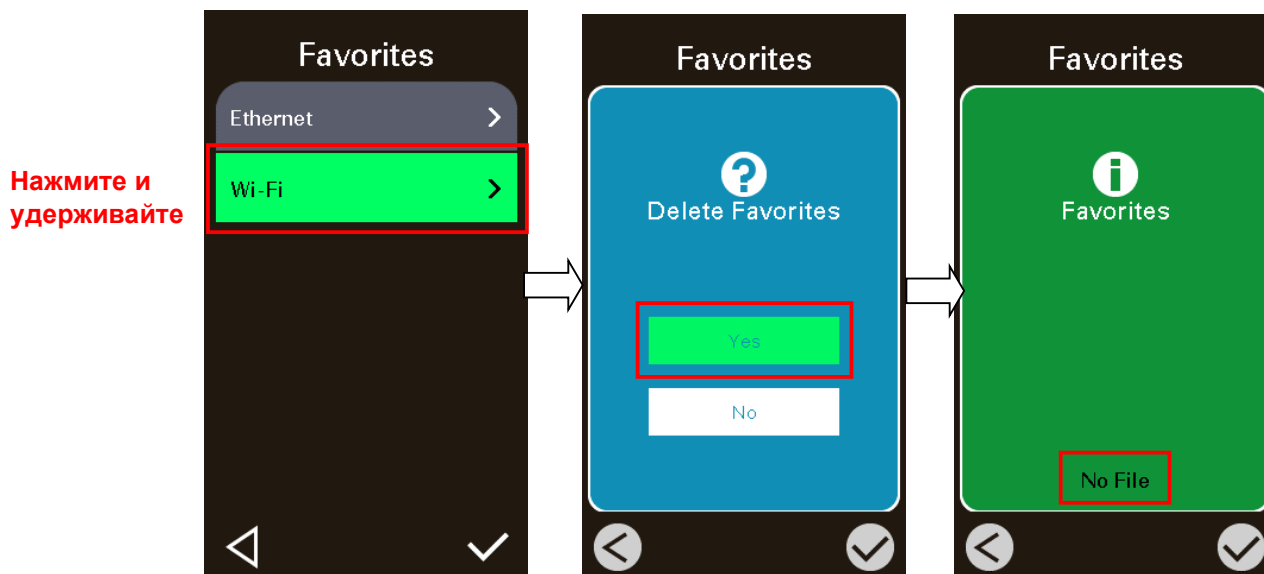 Нажмите и
удерживайте
Favorites
Ethernet
Wi-Fi
Favorites
Delete Favorites
Yes
No
Favorites
Favorites
No File